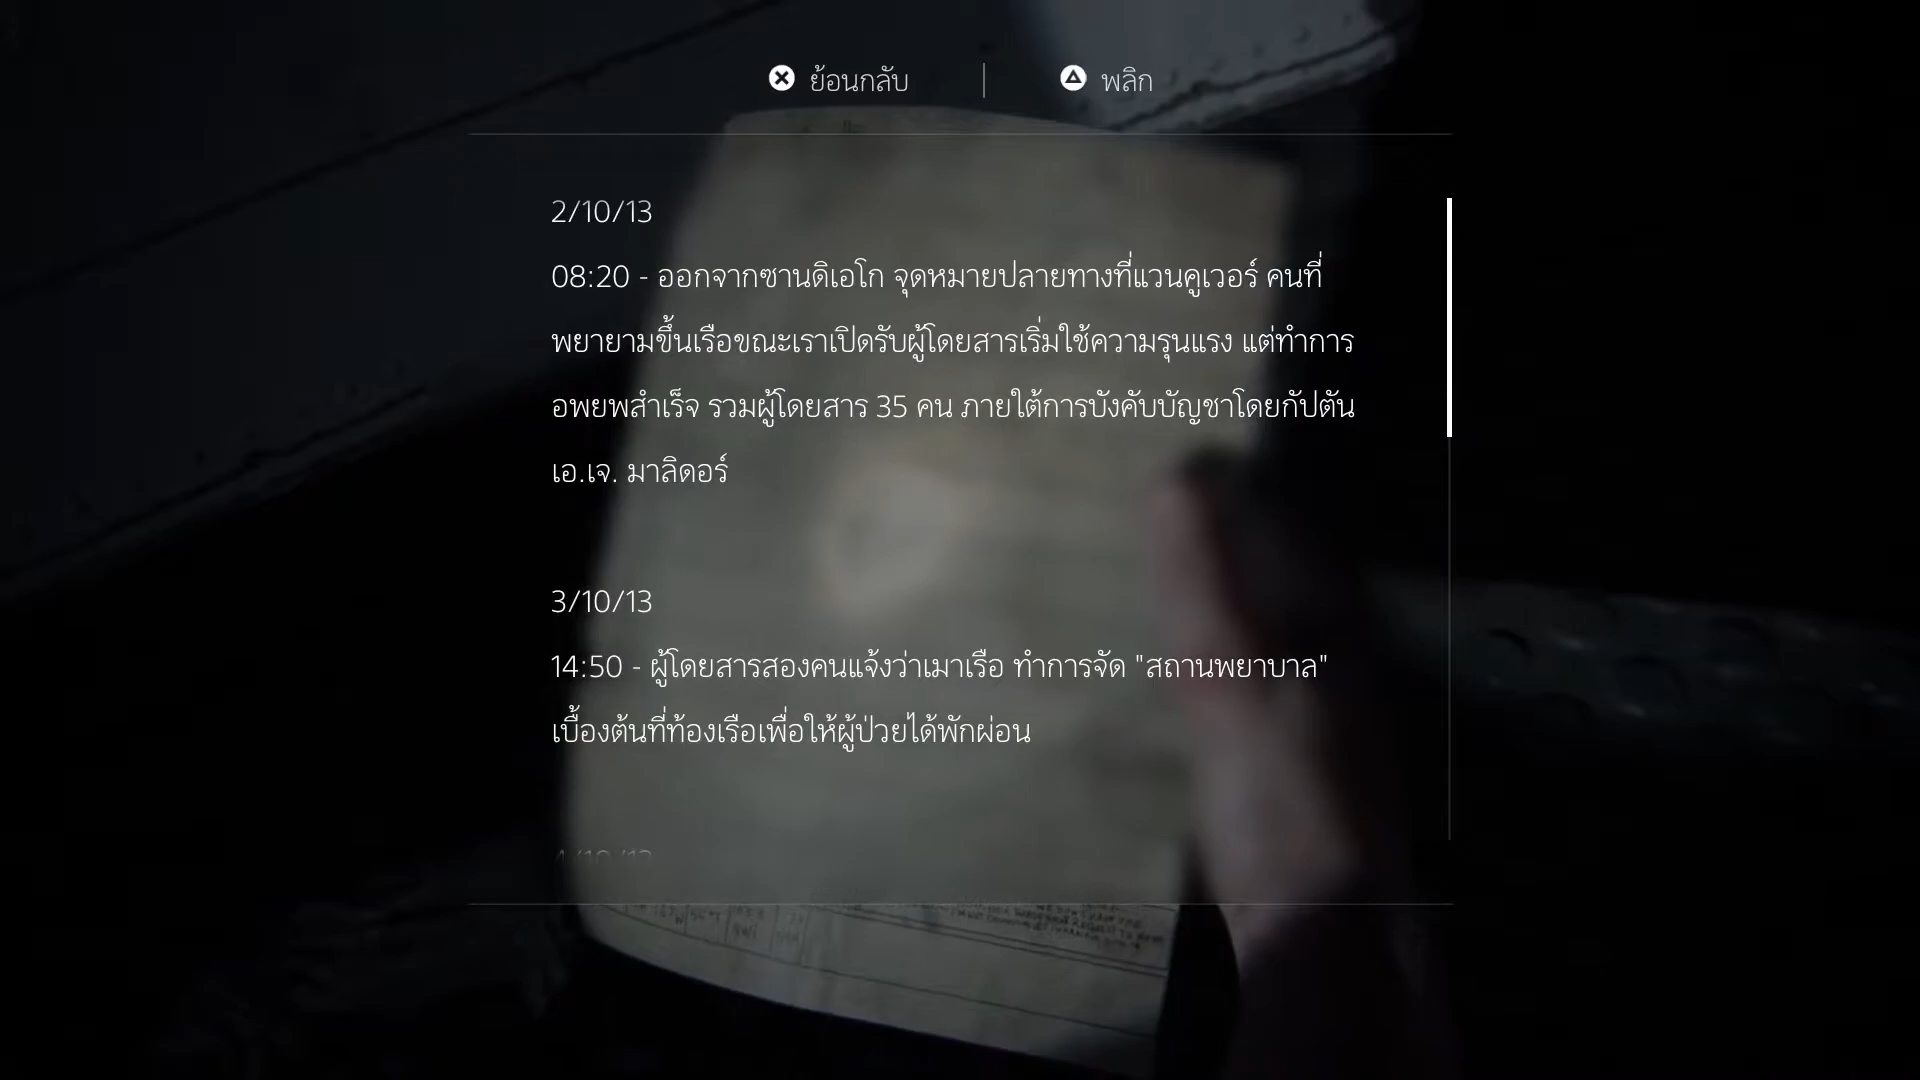 ย้อนกลับ | พลิก
2/10/13
08:20 - ออกจากซานดิเอโก จุดหมายปลายทางที่แวนคูเวอร์ คนที่
พยายามขึ้นเรือขณะเราเปิดรับผู้โดยสารเริ่มใช้ความรุนแรง แต่ทำการ
อพยพสำเร็จ รวมผู้โดยสาร 35 คน ภายใต้การบังคับบัญชาโดยกัปตัน
เอ.เจ. มาลิดอร์
3/10/13
14:50 - ผู้โดยสารสองคนแจ้งว่าเมาเรือ ทำการจัด "สถานพยาบาล"
เบื้องต้นที่ท้องเรือเพื่อให้ผู้ป่วยได้พักผ่อน